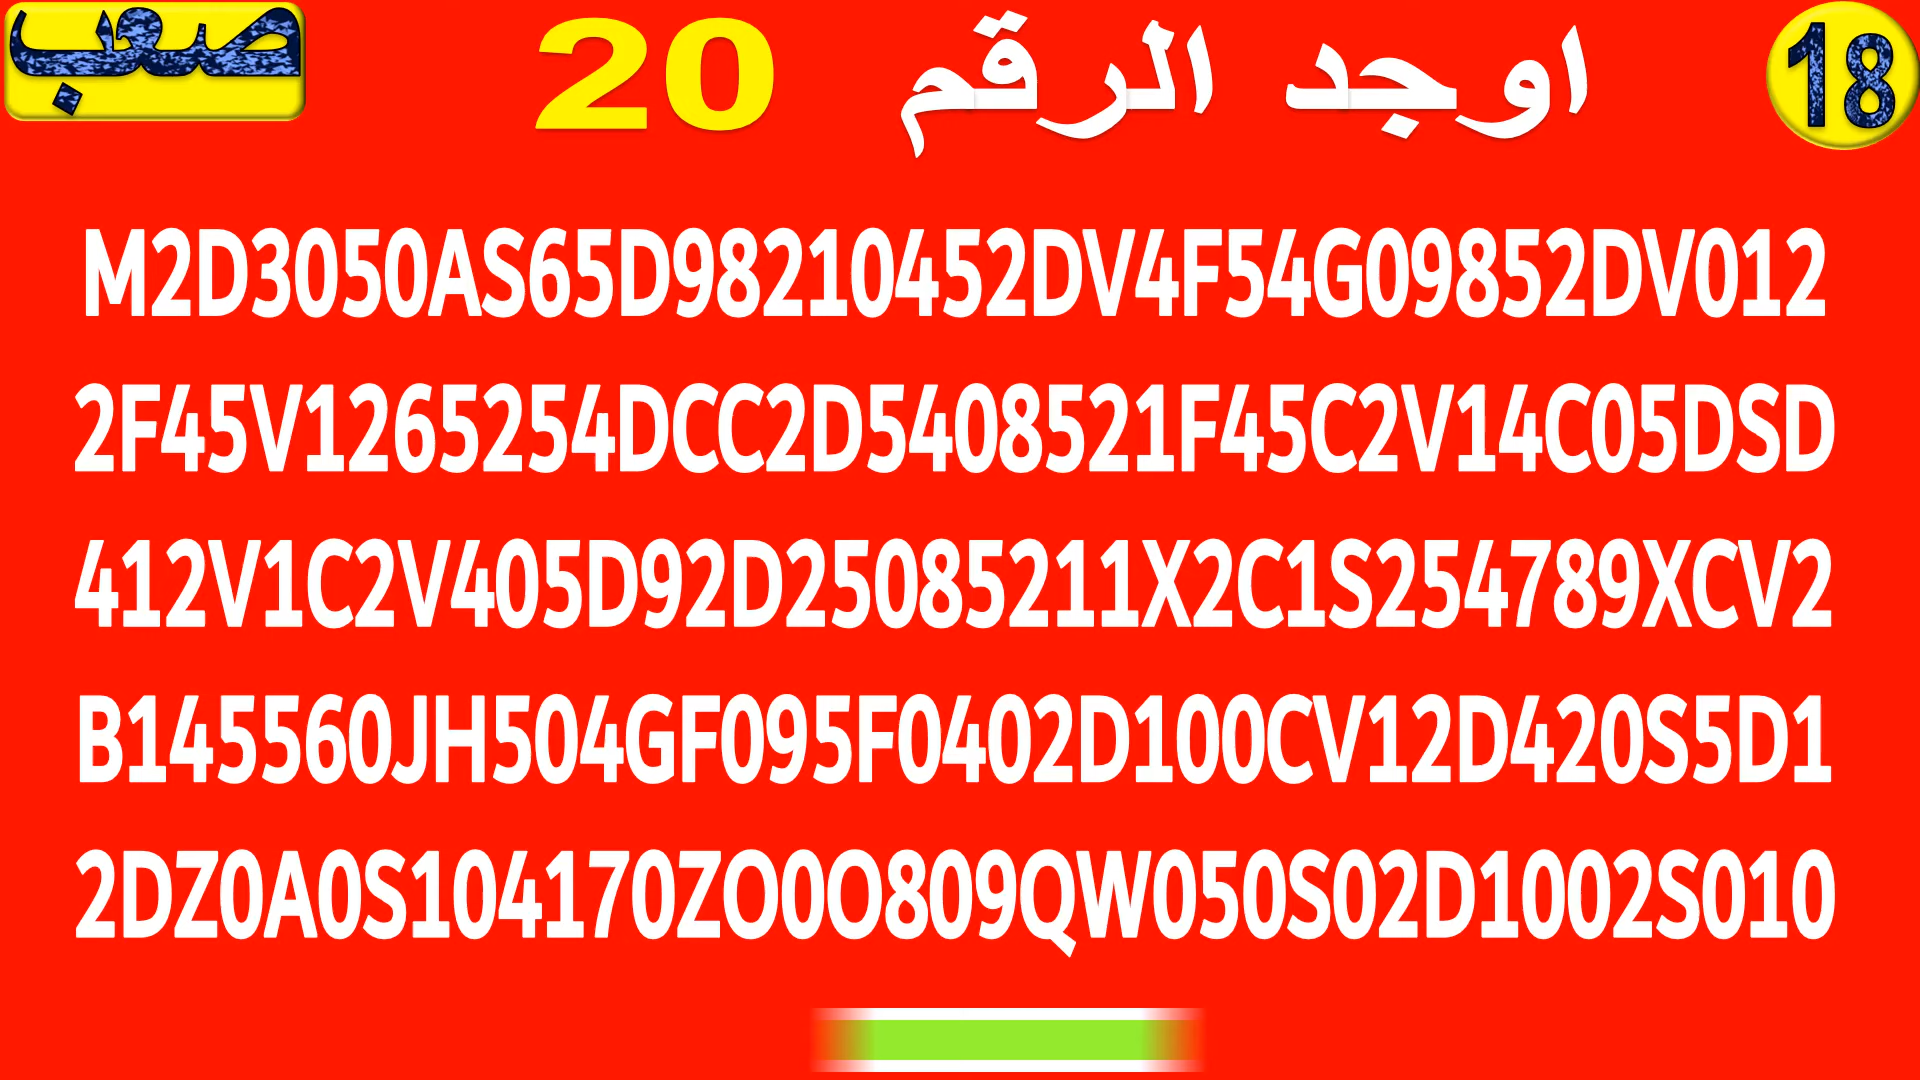 18
اوجد الرقم 20
صعب
M2D3050AS65D98210452DV4F54G09852DV012
2F45V1265254DCC2D5408521F45C2V14C05DSD
412V1C2V405D92D25085211X2C1S254789XCV2
B145560JH504GF095F0402D100CV12D420S5D1
2DZ0A0S104170ZO0O809QW050S02D1002S010